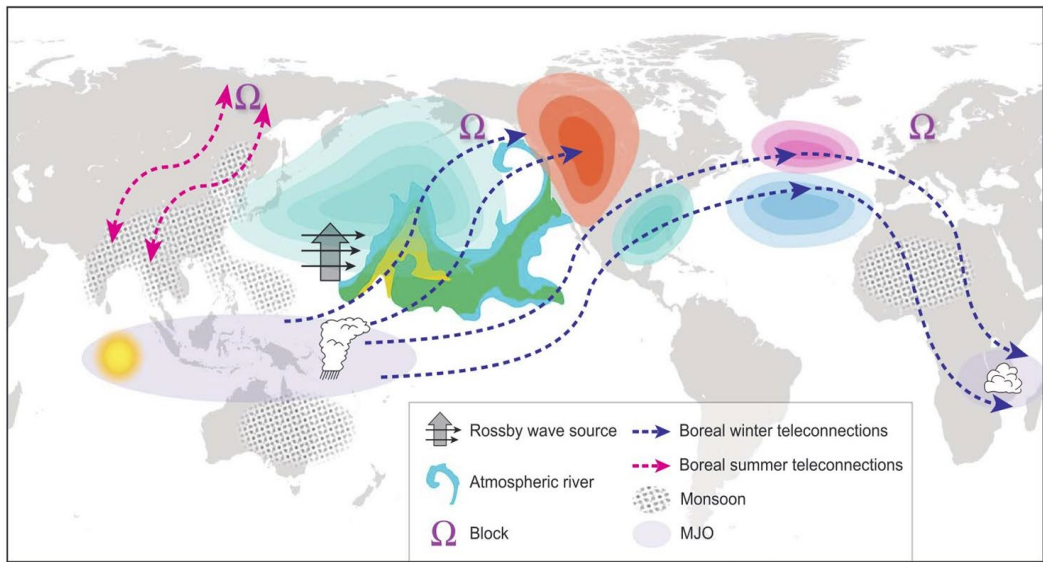 Ω
Ω
Ω
Rossby wave source
Boreal winter teleconnections
Boreal summer teleconnections
Atmospheric river
Monsoon
Ω Block
MJO